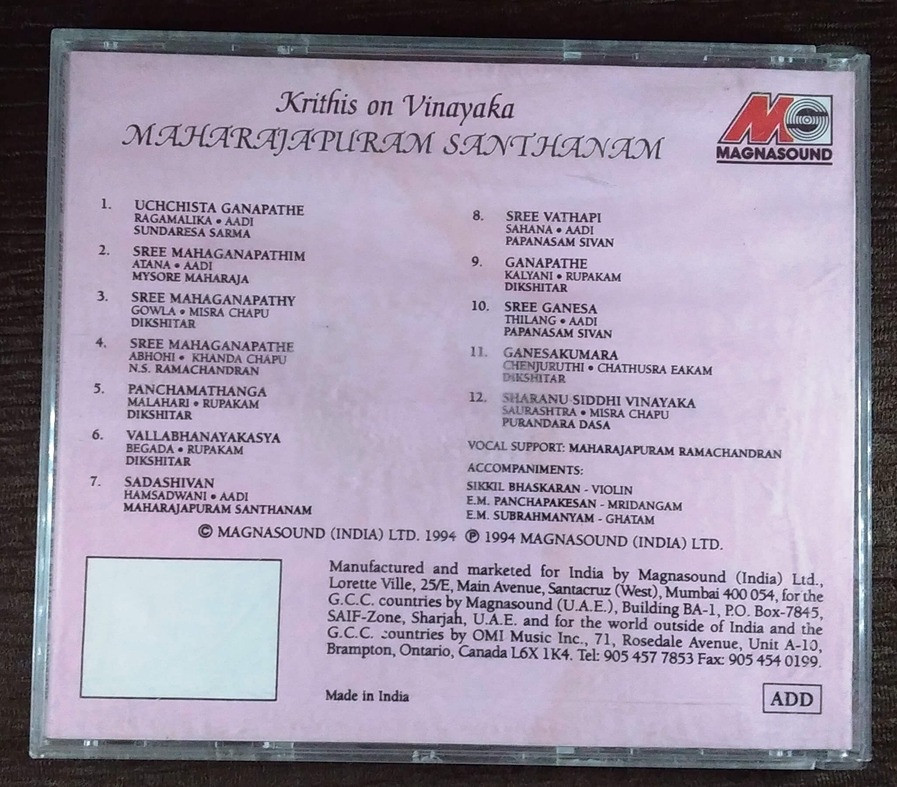 Krithis on Vinayaka
MAHARAJAPURAM SANTHANAM
MAGNASOUND
1. UCHCHISTA GANAPATHE
RAGAMALIKA • AADI
SUNDARESA SARMA
2. SREE MAHAGANAPATHIM
ATANA • AADI
MYSORE MAHARAJA
3. SREE MAHAGANAPATHY
GOWLA • MISRA CHAPU
DIKSHITAR
4. SREE MAHAGANAPATHE
ABHOHI • KHANDA CHAPU
N.S. RAMACHANDRAN
5. PANCHAMATHANGA
MALAHARI • RUPAKAM
DIKSHITAR
6. VALLABHANAYAKASYA
BEGADA • RUPAKAM
DIKSHITAR
7. SADASHIVAN
HAMSADWANI • AADI
MAHARAJAPURAM SANTHANAM
8. SREE VATHAPI
SAHANA • AADI
PAPANASAM SIVAN
9. GANAPATHE
KALYANI • RUPAKAM
DIKSHITAR
10. SREE GANESA
THILANG • AADI
PAPANASAM SIVAN
11. GANESAKUMARA
CHENJURUTHI • CHATHUSRA EAKAM
DIKSHITAR
12. SHARANU SIDDHI VINAYAKA
SAURASHTRA • MISRA CHAPU
PURANDARA DASA
VOCAL SUPPORT: MAHARAJAPURAM RAMACHANDRAN
ACCOMPANIMENTS:
SIKKIL BHASKARAN - VIOLIN
E.M. PANCHAPAKESAN - MRIDANGAM
E.M. SUBRAHMANYAM - GHATAM
© MAGNASOUND (INDIA) LTD. 1994 ℗ 1994 MAGNASOUND (INDIA) LTD.
Manufactured and marketed for India by Magnasound (India) Ltd.,
Lorette Ville, 25/E, Main Avenue, Santacruz (West), Mumbai 400 054, for the
G.C.C. countries by Magnasound (U.A.E.), Building BA-1, P.O. Box-7845,
SAIF-Zone, Sharjah, U.A.E. and for the world outside of India and the
G.C.C. countries by OMI Music Inc., 71, Rosedale Avenue, Unit A-10,
Brampton, Ontario, Canada L6X 1K4. Tel: 905 457 7853 Fax: 905 454 0199.
Made in India
ADD